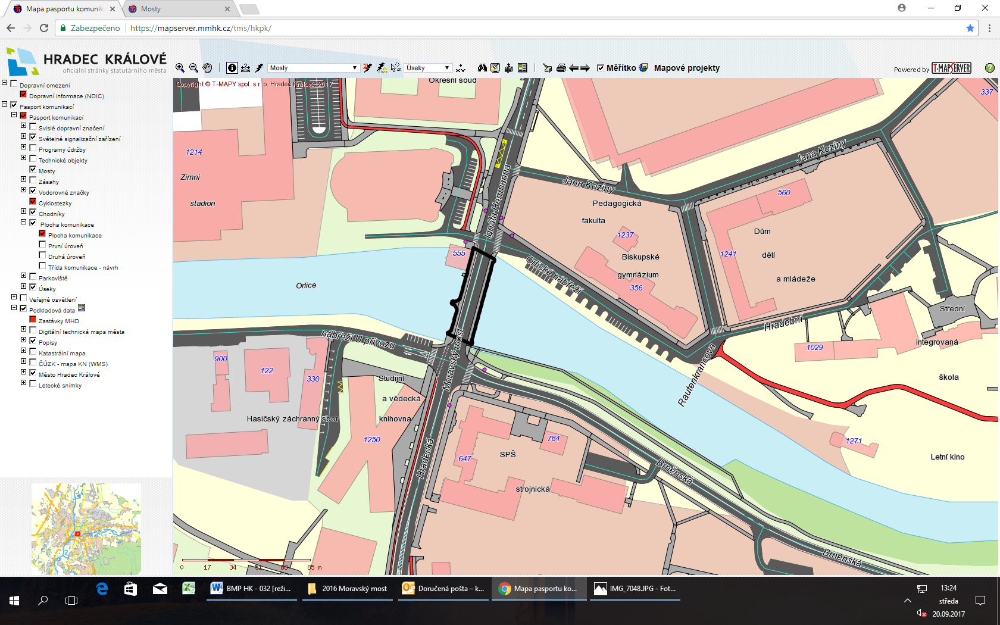 Mapa pasportu komunik
Mosty
Zabezpečeno
https://mapserver.mmhk.cz/tms/hkpk/
HRADEC KRÁLOVÉ
oficiální stránky statutárního města
Mosty
Úseky
Měřítko
Mapové projekty
Powered by T-MAPSERVER
Dopravní omezení
Dopravní informace (NDIC)
Pasport komunikací
Pasport komunikací
Svislé dopravní značení
Světelné signalizační zařízení
Programy údržby
Technické objekty
Mosty
Zásahy
Vodorovné značky
Cyklostezky
Chodníky
Plocha komunikace
Plocha komunikace
První úroveň
Druhá úroveň
Třída komunikace - návrh
Parkoviště
Úseky
Veřejné osvětlení
Podkladová data
Zastávky MHD
Digitální technická mapa města
Popisy
Katastrální mapa
ČÚZK - mapa KN (WMS)
Město Hradec Králové
Letecké snímky
Copyright © T-MAPY spol. s r. o. Hradec Králové, 2017
Okresní soud
337
1214
Zimní
stadion
Ignáta Herrmanna
Jana Koziny
Jana Koziny
560
Pedagogická
fakulta
1237
Biskupské
gymnázium
356
Dům
dětí
a mládeže
1241
555
Orlické nábřeží
Orlice
Střední
integrovaná
škola
Hradební
1029
nábřeží U přívozu
Moravský most
Rautenkrancova
900
122
330
Studijní
a vědecká
knihovna
Hasičský záchranný sbor
1250
Hradecká
647
784
SPŠ
strojnická
Brněnská
1271
Letní kino
Brněnská
0 17 34 51 68 85 m
BMP HK - 032 [reži...
2016 Moravský most
Doručená pošta – k...
Mapa pasportu ko...
IMG_7048.JPG - Fot...
13:24
středa
20.09.2017